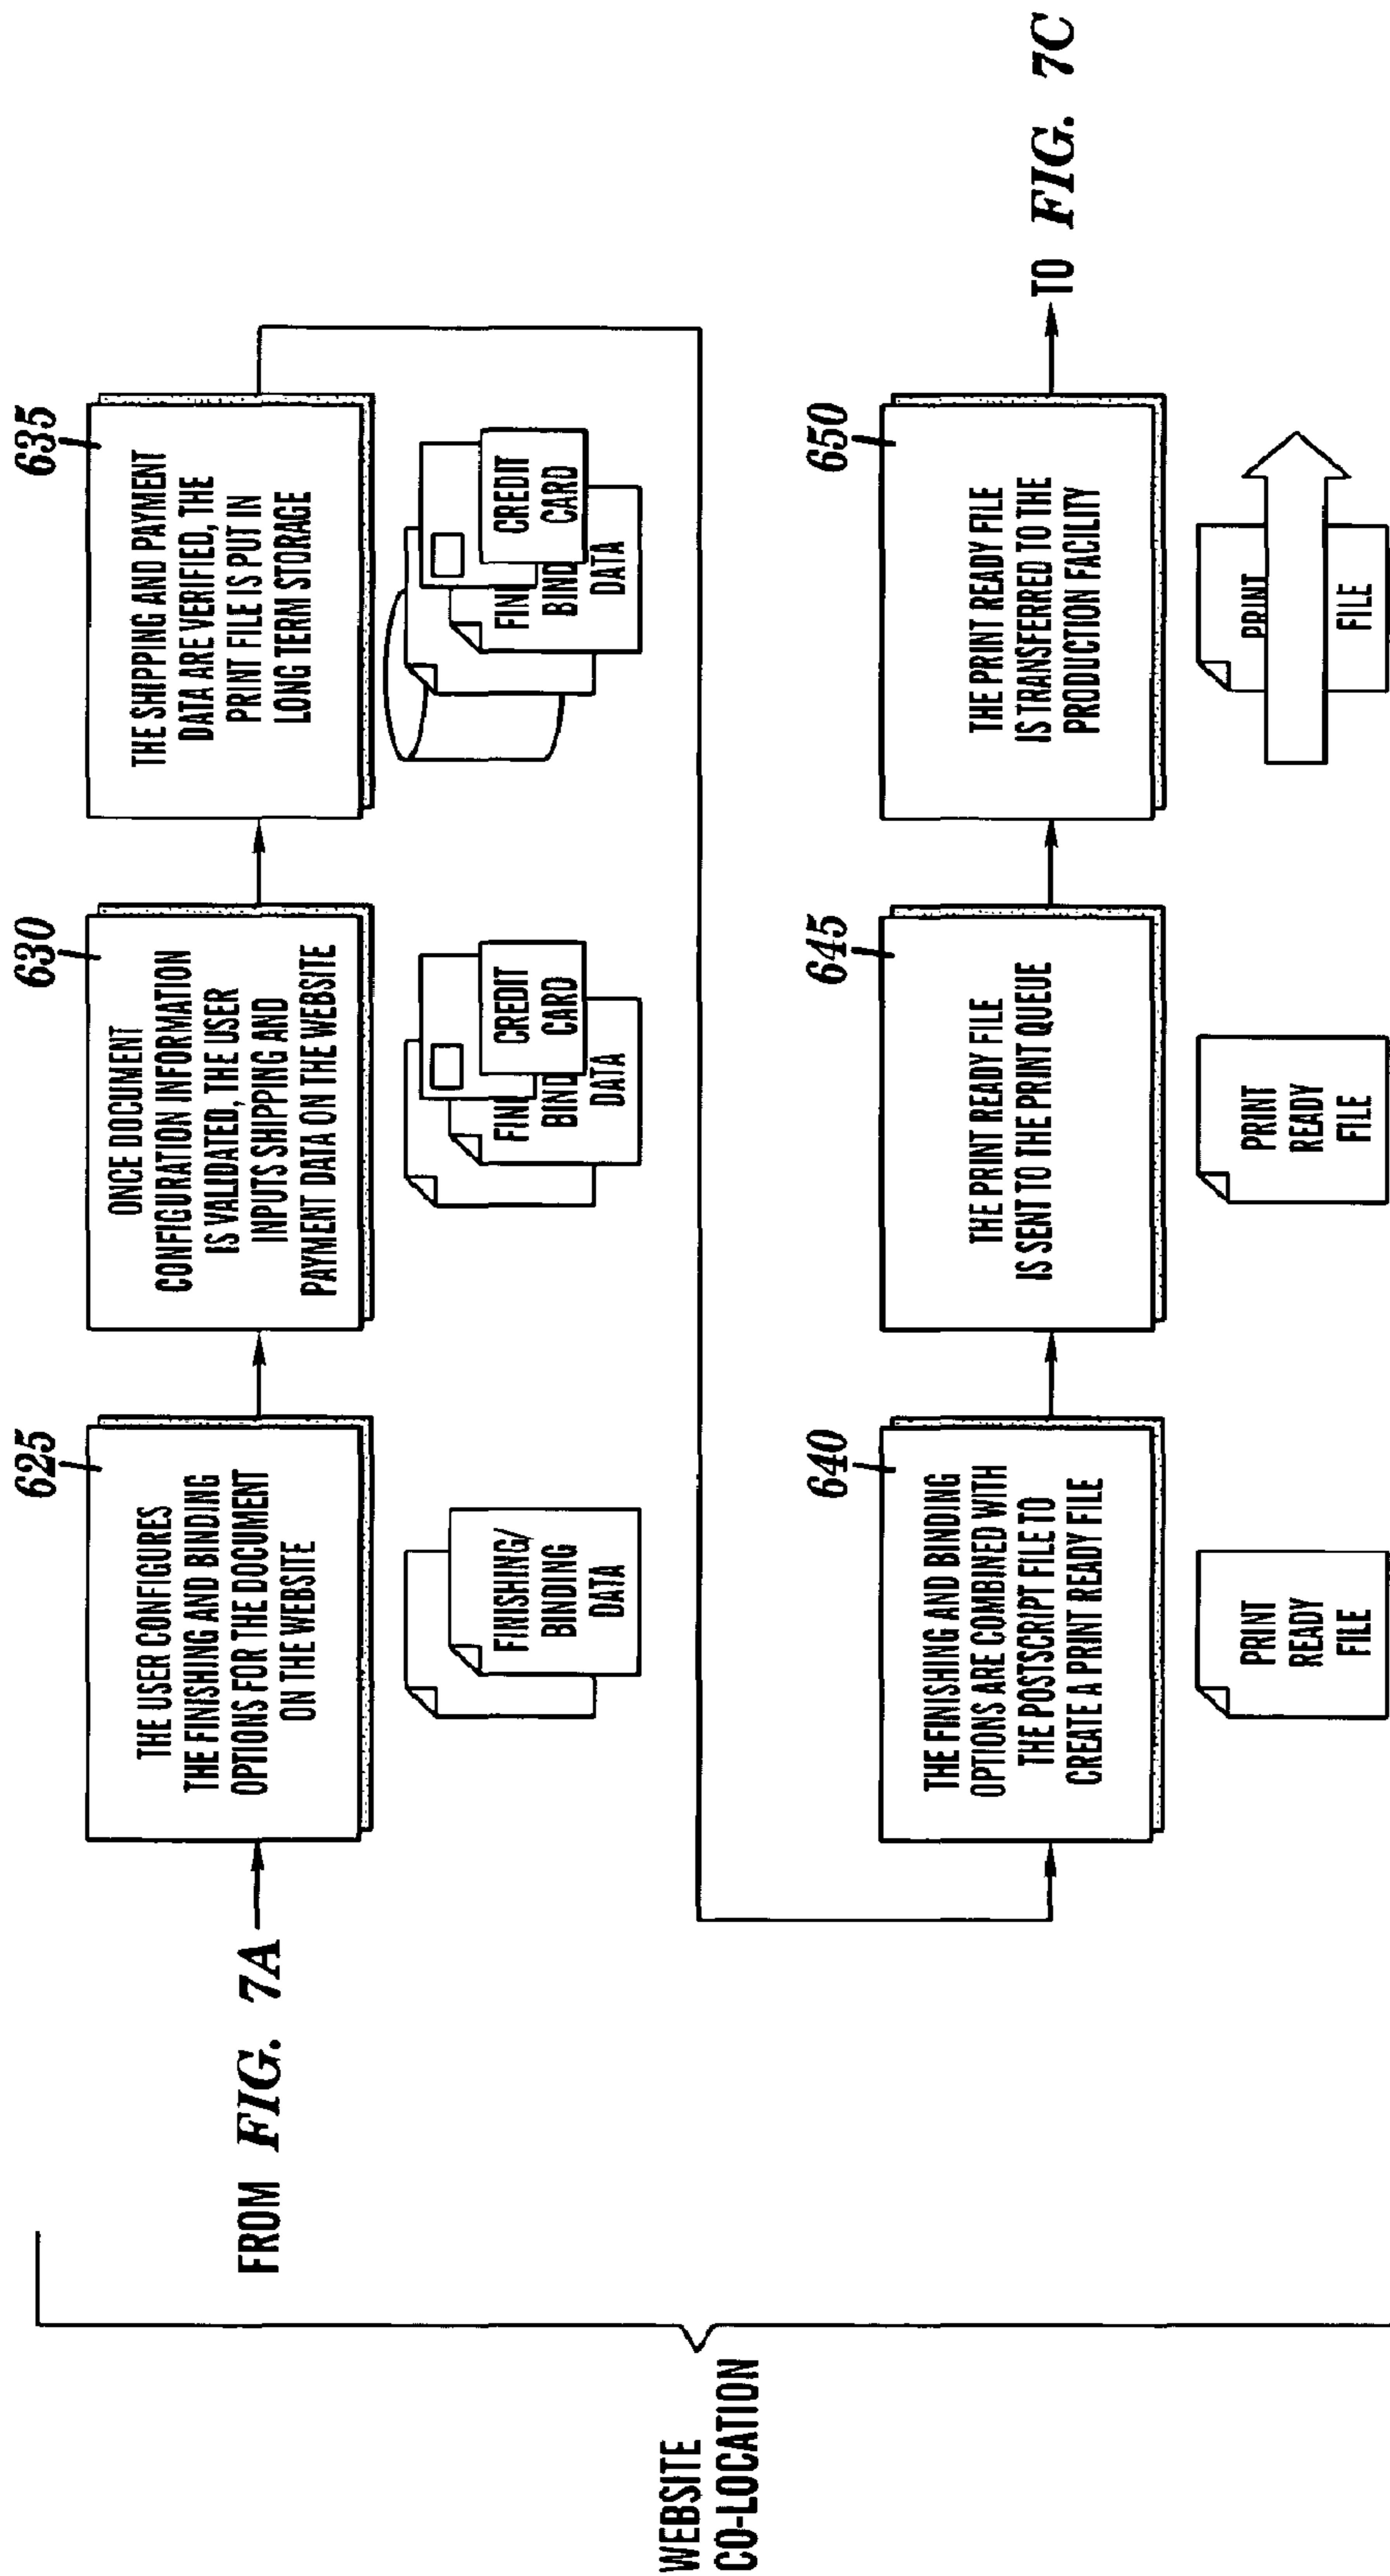 WEBSITE
CO-LOCATION
FROM FIG. 7A
625
THE USER CONFIGURES
THE FINISHING AND BINDING
OPTIONS FOR THE DOCUMENT
ON THE WEBSITE
FINISHING/
BINDING
DATA
630
ONCE DOCUMENT
CONFIGURATION INFORMATION
IS VALIDATED, THE USER
INPUTS SHIPPING AND
PAYMENT DATA ON THE WEBSITE
CREDIT
CARD
FIN
BIND
DATA
635
THE SHIPPING AND PAYMENT
DATA ARE VERIFIED, THE
PRINT FILE IS PUT IN
LONG TERM STORAGE
CREDIT
CARD
FIN
BIND
DATA
640
THE FINISHING AND BINDING
OPTIONS ARE COMBINED WITH
THE POSTSCRIPT FILE TO
CREATE A PRINT READY FILE
PRINT
READY
FILE
645
THE PRINT READY FILE
IS SENT TO THE PRINT QUEUE
PRINT
READY
FILE
650
THE PRINT READY FILE
IS TRANSFERRED TO THE
PRODUCTION FACILITY
PRINT
FILE
TO FIG. 7C